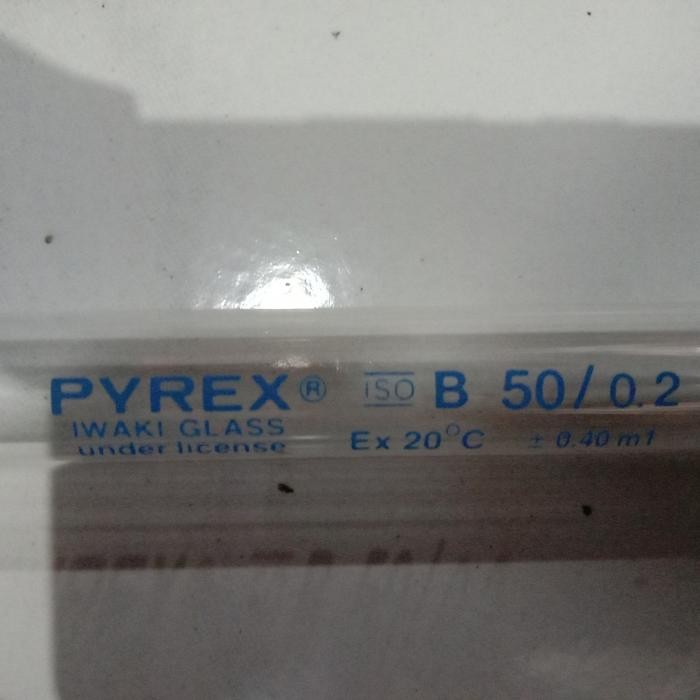 PYREX® ISO B 50/0.2
IWAKI GLASS
under license Ex 20°C ± 0.40 ml